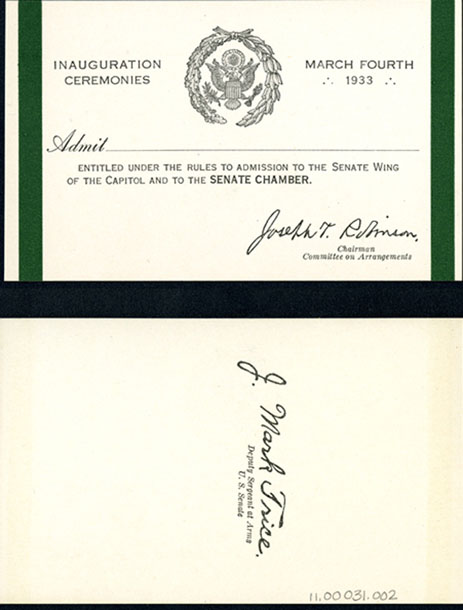 INAUGURATION
CEREMONIES
MARCH FOURTH
∴ 1933 ∴
Admit
ENTITLED UNDER THE RULES TO ADMISSION TO THE SENATE WING
OF THE CAPITOL AND TO THE SENATE CHAMBER.
Joseph T. Robinson,
Chairman
Committee on Arrangements
J. Mark Trice.
Deputy Sergeant at Arms
U. S. Senate
11.00031.002